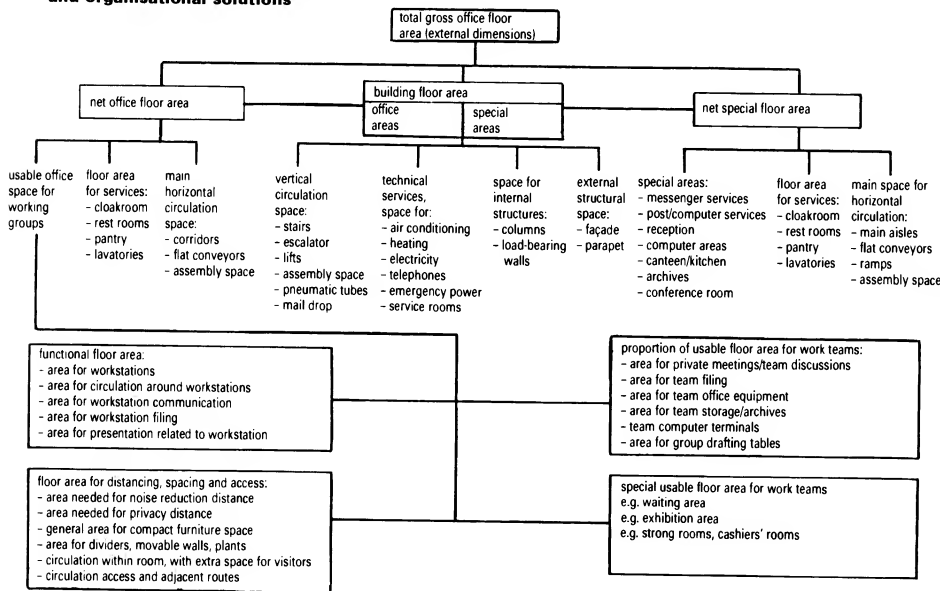 and organisational solutions
total gross office floor
area (external dimensions)
net office floor area
building floor area
office
areas
special
areas
net special floor area
usable office
space for
working
groups
floor area
for services:
- cloakroom
- rest rooms
- pantry
- lavatories
main
horizontal
circulation
space:
- corridors
- flat conveyors
- assembly space
vertical
circulation
space:
- stairs
- escalator
- lifts
- assembly space
- pneumatic tubes
- mail drop
technical
services,
space for:
- air conditioning
- heating
- electricity
- telephones
- emergency power
- service rooms
space for
internal
structures:
- columns
- load-bearing
walls
external
structural
space:
- façade
- parapet
special areas:
- messenger services
- post/computer services
- reception
- computer areas
- canteen/kitchen
- archives
- conference room
floor area
for services:
- cloakroom
- rest rooms
- pantry
- lavatories
main space for
horizontal
circulation:
- main aisles
- flat conveyors
- ramps
- assembly space
functional floor area:
- area for workstations
- area for circulation around workstations
- area for workstation communication
- area for workstation filing
- area for presentation related to workstation
proportion of usable floor area for work teams:
- area for private meetings/team discussions
- area for team filing
- area for team office equipment
- area for team storage/archives
- team computer terminals
- area for group drafting tables
floor area for distancing, spacing and access:
- area needed for noise reduction distance
- area needed for privacy distance
- general area for compact furniture space
- area for dividers, movable walls, plants
- circulation within room, with extra space for visitors
- circulation access and adjacent routes
special usable floor area for work teams
e.g. waiting area
e.g. exhibition area
e.g. strong rooms, cashiers' rooms